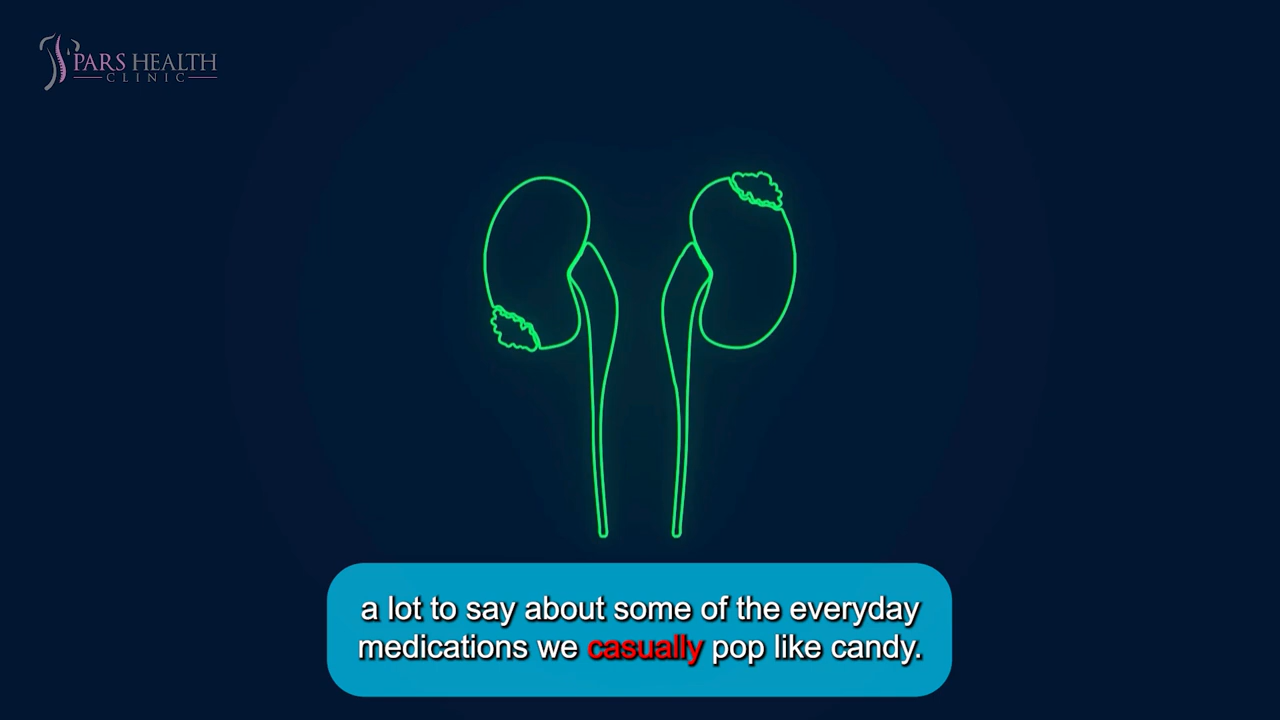 PARS HEALTH
CLINIC
a lot to say about some of the everyday
medications we casually pop like candy.